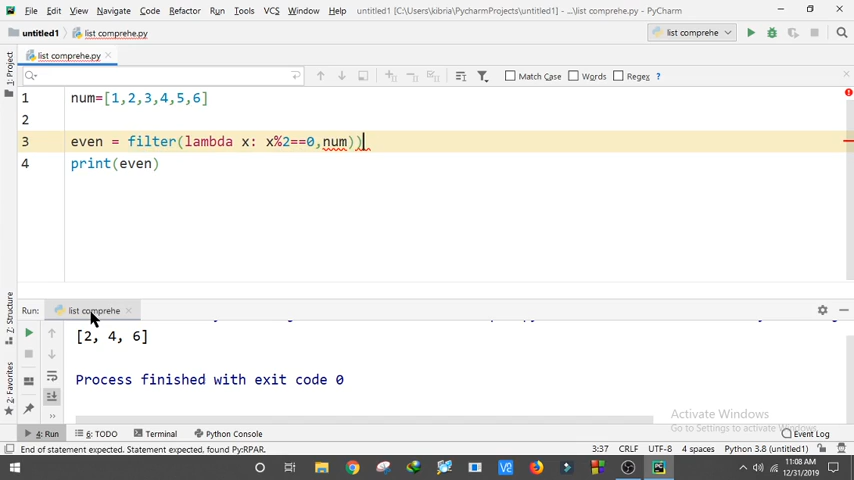 File Edit View Navigate Code Refactor Run Tools VCS Window Help untitled1 [C:\Users\kibria\PycharmProjects\untitled1] - ...\list comprehe.py - PyCharm
untitled1 list comprehe.py list comprehe
list comprehe.py
1: Project
Match Case Words Regex ?
1 num=[1,2,3,4,5,6]
2
3 even = filter(lambda x: x%2==0,num))
4 print(even)
Z: Structure
2: Favorites
Run: list comprehe
[2, 4, 6]
Process finished with exit code 0
Activate Windows
Go to Settings to activate Windows.
4: Run 6: TODO Terminal Python Console Event Log
End of statement expected. Statement expected, found Py:RPAR. 3:37 CRLF UTF-8 4 spaces Python 3.8 (untitled1)
11:08 AM
12/31/2019